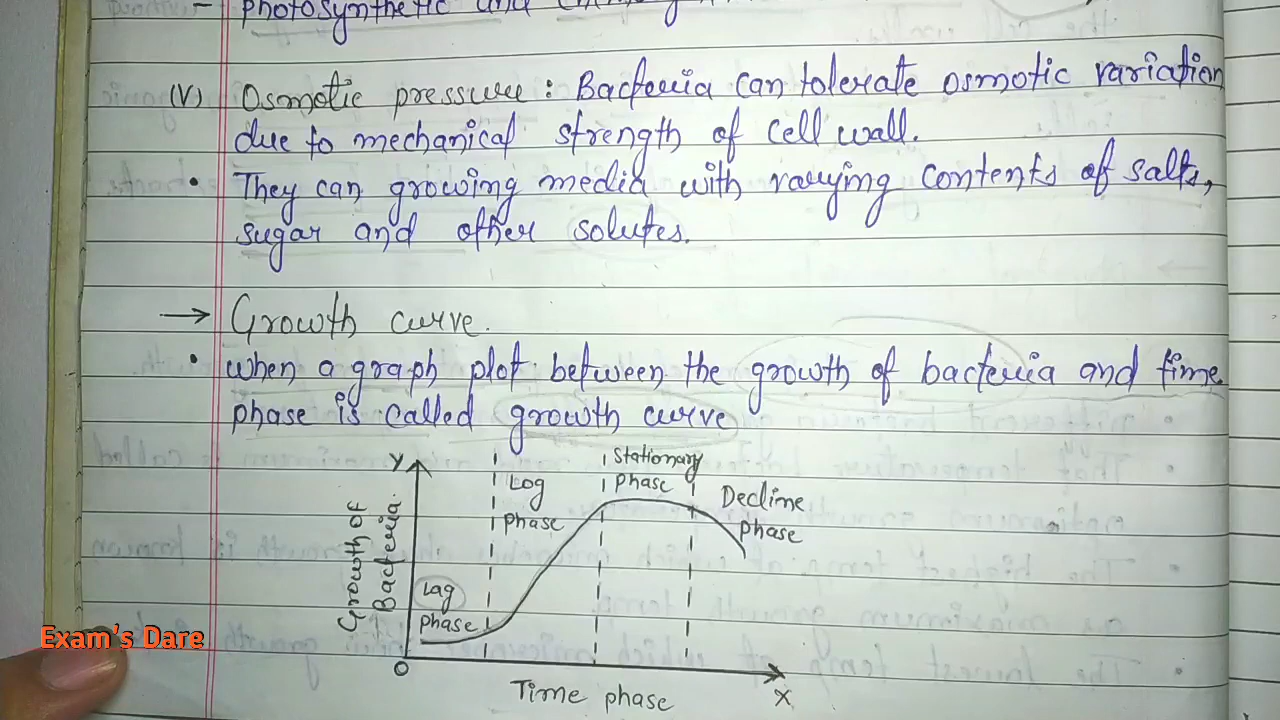 - Photosynthetic and
(V) Osmotic pressure: Bacteria can tolerate osmotic variation
due to mechanical strength of cell wall.
• They can growing media with varying contents of salts,
sugar and other solutes.
→ Growth curve.
• when a graph plot between the growth of bacteria and time
phase is called growth curve
Y
Stationary
phase
Log
phase
Decline
phase
Growth of
Bacteria.
Lag
phase
Exam's Dare
O
Time phase
X